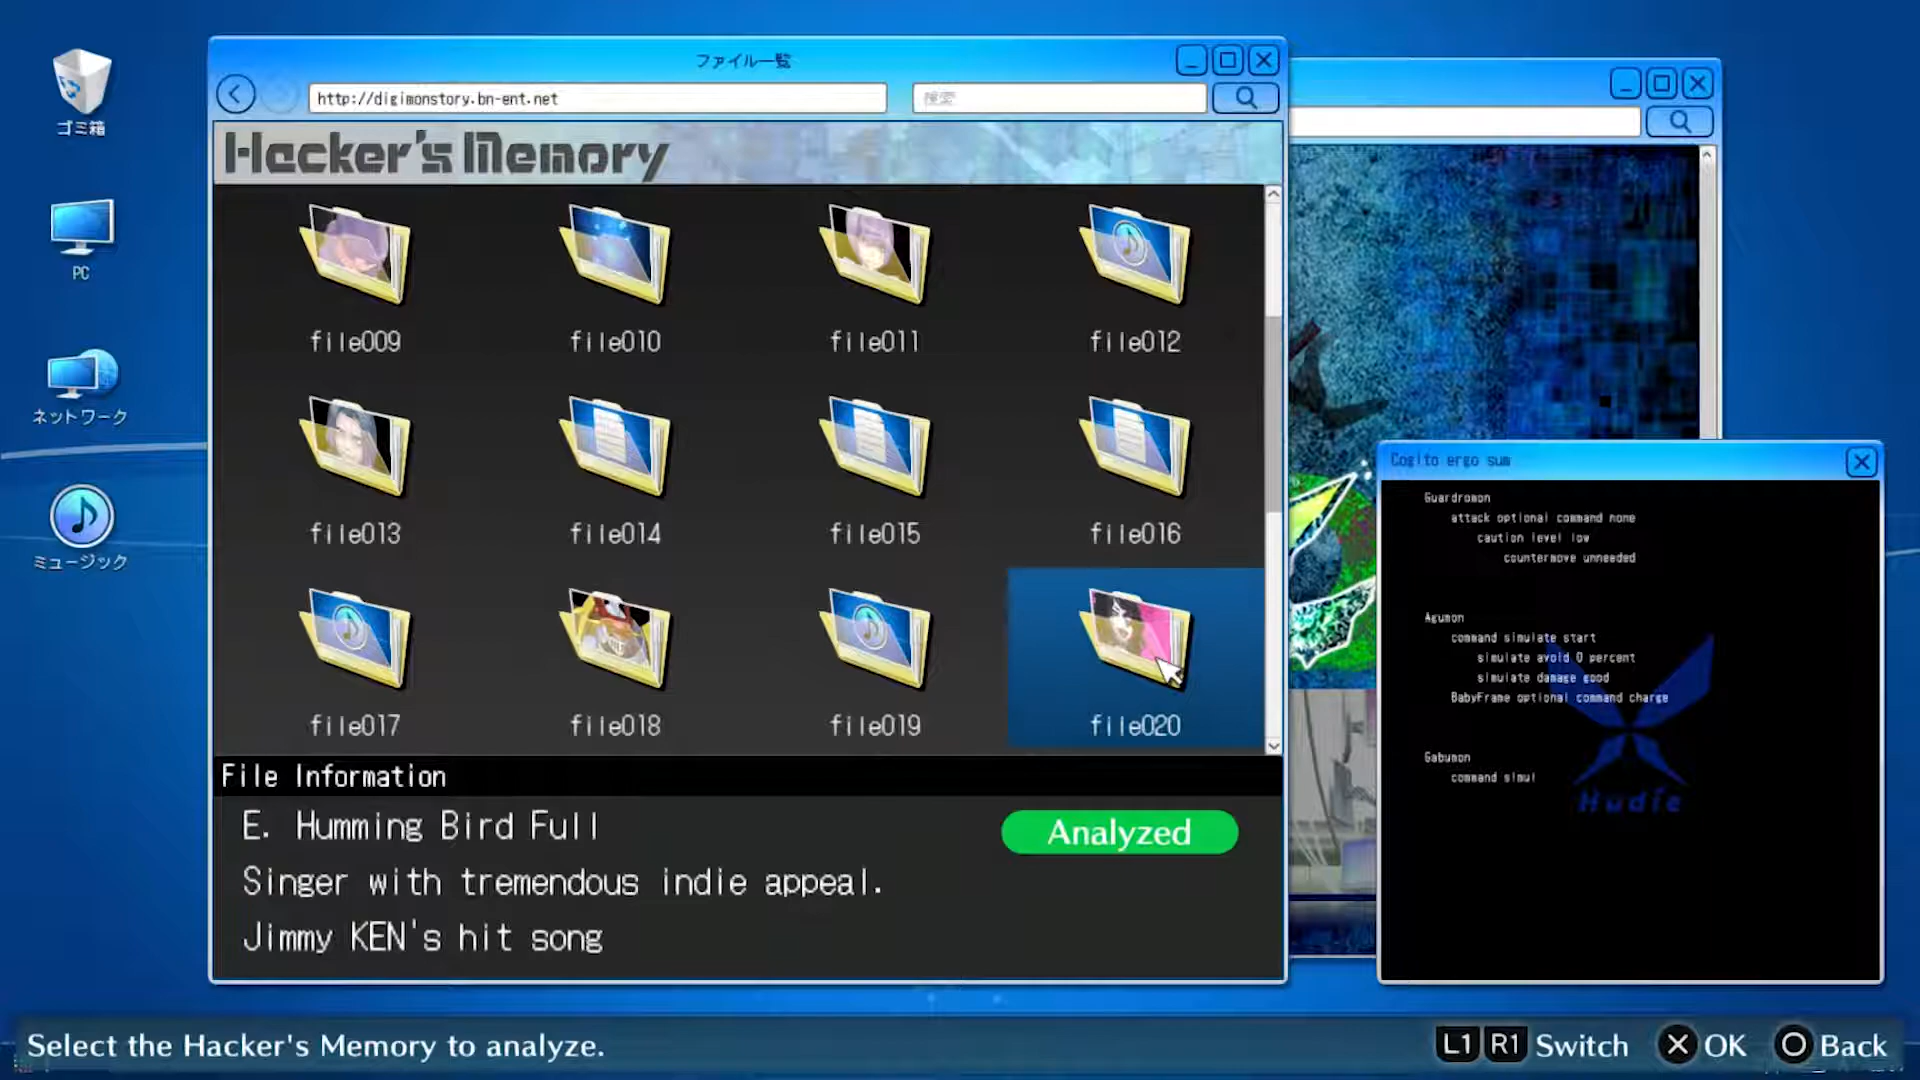 ゴミ箱
PC
ネットワーク
ミュージック
ファイル一覧
http://digimonstory.bn-ent.net
検索
Hacker's Memory
file009
file010
file011
file012
file013
file014
file015
file016
file017
file018
file019
file020
File Information
E. Humming Bird Full
Analyzed
Singer with tremendous indie appeal.
Jimmy KEN's hit song
Cogito ergo sum
Guardromon
attack optional command none
caution level low
countermove unneeded
Agumon
command simulate start
simulate avoid 0 percent
simulate damage good
BabyFrame optional command charge
Gabumon
command simul
Hudie
Select the Hacker's Memory to analyze.
L1 R1 Switch
OK
Back